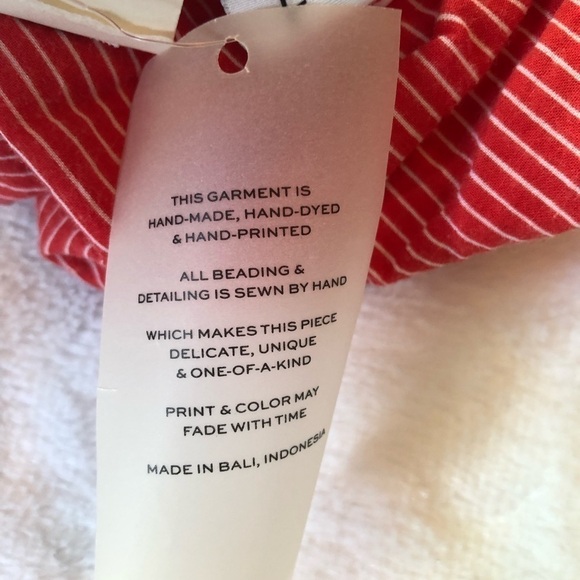 THIS GARMENT IS
HAND-MADE, HAND-DYED
& HAND-PRINTED
ALL BEADING &
DETAILING IS SEWN BY HAND
WHICH MAKES THIS PIECE
DELICATE, UNIQUE
& ONE-OF-A-KIND
PRINT & COLOR MAY
FADE WITH TIME
MADE IN BALI, INDONESIA